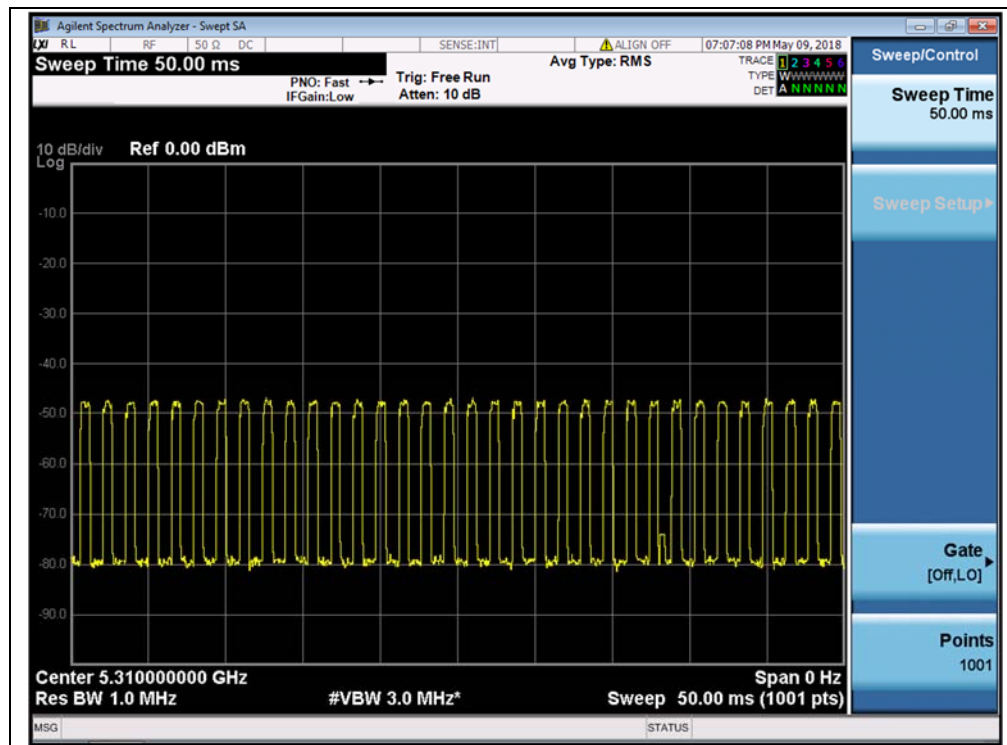 Agilent Spectrum Analyzer - Swept SA
LXI RL RF 50 Ω DC SENSE:INT ALIGN OFF 07:07:08 PM May 09, 2018
Sweep Time 50.00 ms
PNO: Fast
IFGain:Low
Trig: Free Run
Atten: 10 dB
Avg Type: RMS
TRACE 1 2 3 4 5 6
TYPE WWWWWW
DET A N N N N N
10 dB/div Ref 0.00 dBm
Log
-10.0
-20.0
-30.0
-40.0
-50.0
-60.0
-70.0
-80.0
-90.0
Center 5.310000000 GHz Span 0 Hz
Res BW 1.0 MHz #VBW 3.0 MHz* Sweep 50.00 ms (1001 pts)
MSG STATUS
Sweep/Control
Sweep Time
50.00 ms
Sweep Setup
Gate
[Off,LO]
Points
1001